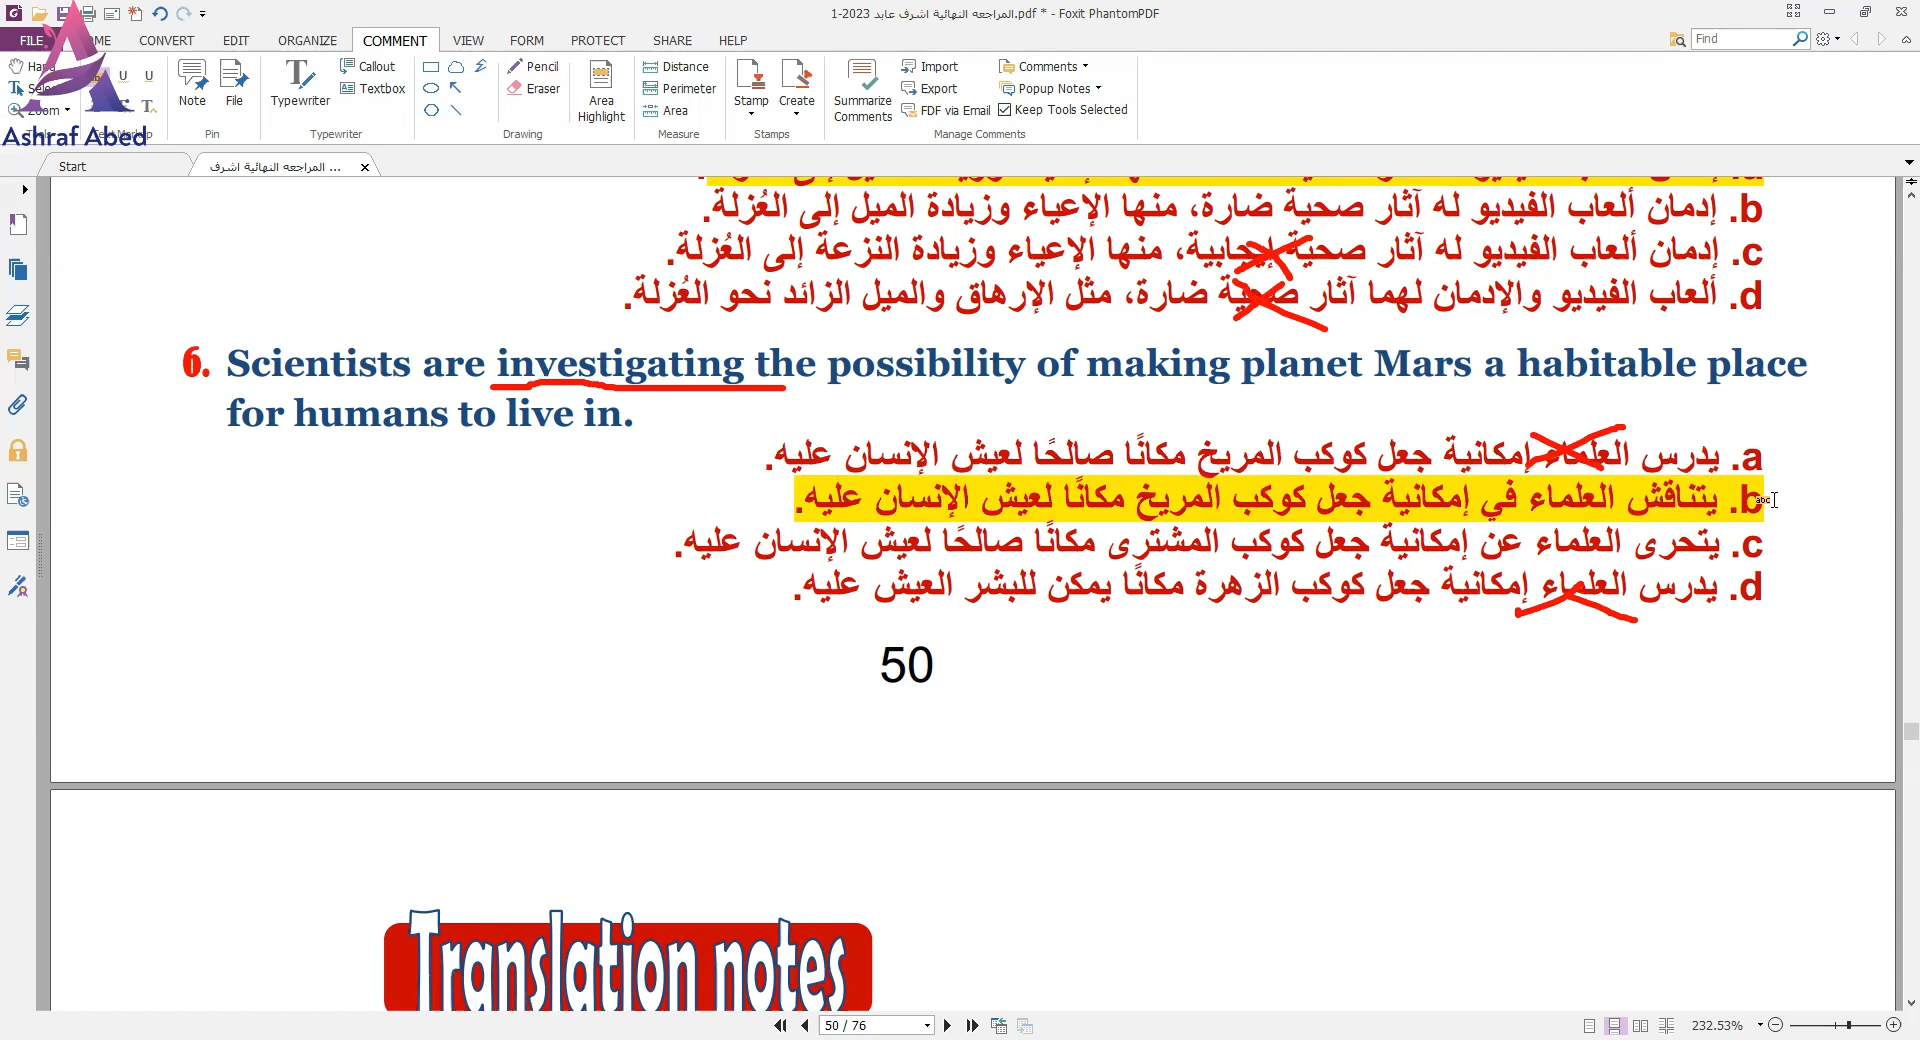 المراجعه النهائية اشرف عابد 2023-1.pdf * - Foxit PhantomPDF
FILE
CONVERT
EDIT
ORGANIZE
COMMENT
VIEW
FORM
PROTECT
SHARE
HELP
Find
Note
File
Pin
Typewriter
Callout
Textbox
Typewriter
Pencil
Eraser
Area
Highlight
Drawing
Distance
Perimeter
Area
Measure
Stamp
Create
Stamps
Summarize
Comments
Import
Export
FDF via Email
Comments
Popup Notes
Keep Tools Selected
Manage Comments
Zoom
Ashraf Abed
Start
المراجعه النهائية اشرف ...
b. إدمان ألعاب الفيديو له آثار صحية ضارة، منها الإعياء وزيادة الميل إلى العُزلة.
c. إدمان ألعاب الفيديو له آثار صحية إيجابية، منها الإعياء وزيادة النزعة إلى العُزلة.
d. ألعاب الفيديو والإدمان لهما آثار صحية ضارة، مثل الإرهاق والميل الزائد نحو العُزلة.
6. Scientists are investigating the possibility of making planet Mars a habitable place
for humans to live in.
a. يدرس العلماء إمكانية جعل كوكب المريخ مكانًا صالحًا لعيش الإنسان عليه.
b. يتناقش العلماء في إمكانية جعل كوكب المريخ مكانًا لعيش الإنسان عليه.
c. يتحرى العلماء عن إمكانية جعل كوكب المشترى مكانًا صالحًا لعيش الإنسان عليه.
d. يدرس العلماء إمكانية جعل كوكب الزهرة مكانًا يمكن للبشر العيش عليه.
50
Translation notes
50 / 76
232.53%